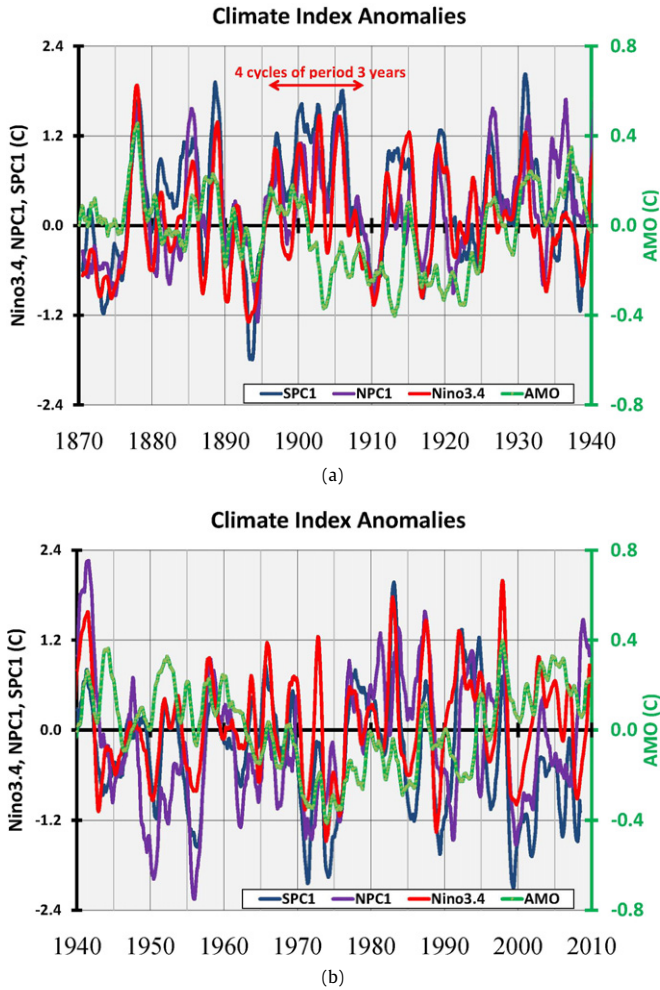 Climate Index Anomalies
2.4
1.2
0.0
-1.2
-2.4
Nino3.4, NPC1, SPC1 (C)
4 cycles of period 3 years
0.8
0.4
0.0
-0.4
-0.8
AMO (C)
SPC1 NPC1 Nino3.4 AMO
1870 1880 1890 1900 1910 1920 1930 1940
(a)
Climate Index Anomalies
2.4
1.2
0.0
-1.2
-2.4
Nino3.4, NPC1, SPC1 (C)
0.8
0.4
0.0
-0.4
-0.8
AMO (C)
SPC1 NPC1 Nino3.4 AMO
1940 1950 1960 1970 1980 1990 2000 2010
(b)